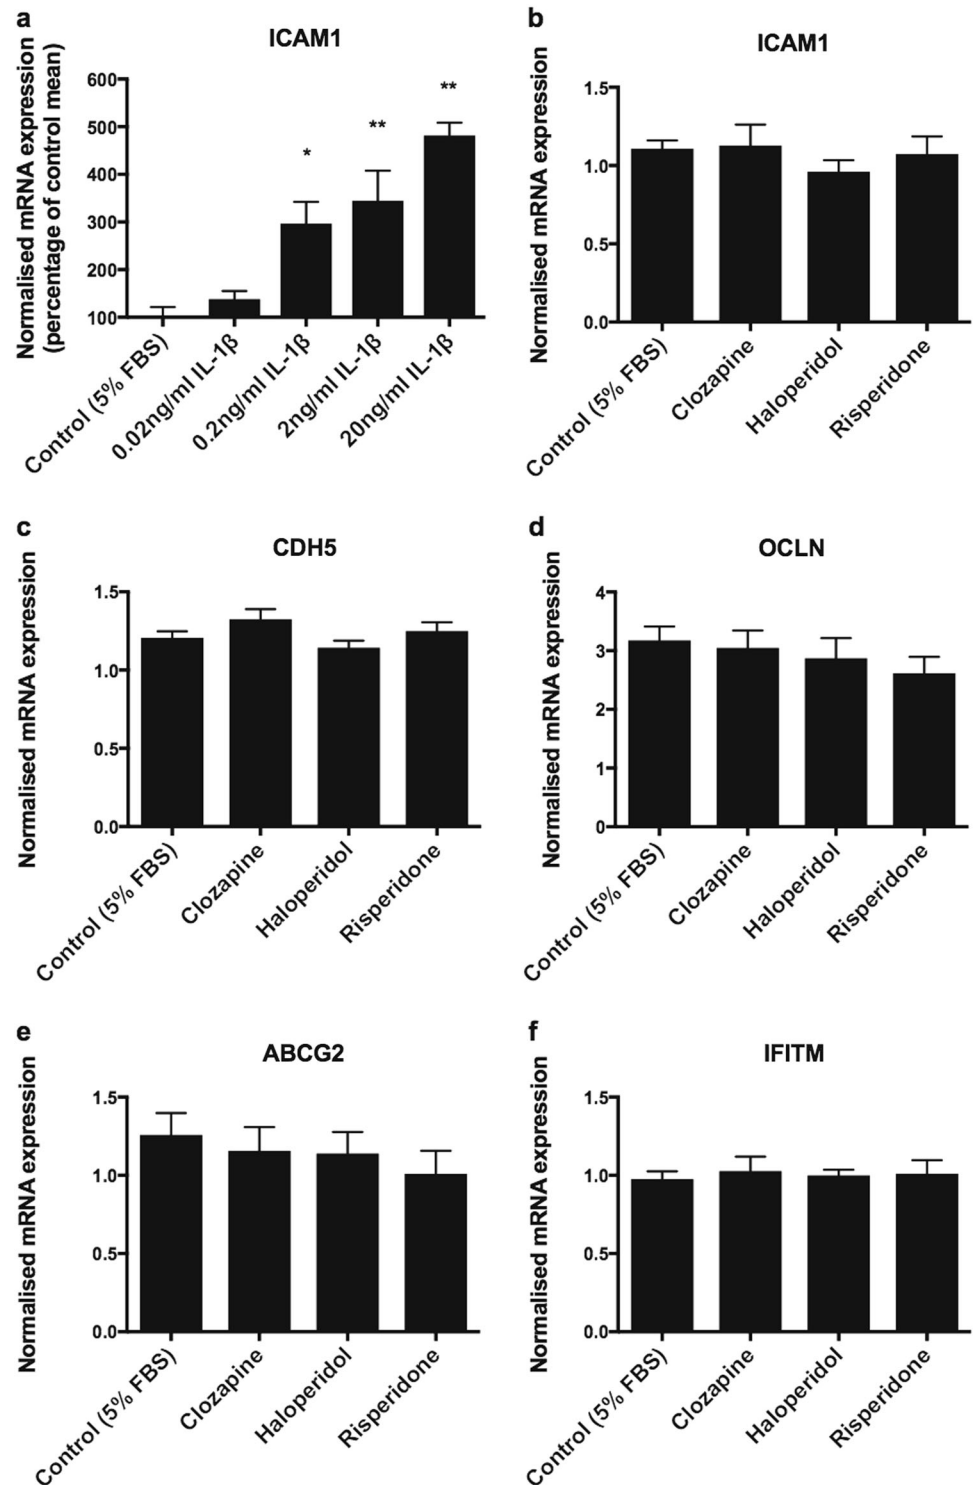 a
ICAM1
Normalised mRNA expression
(percentage of control mean)
600
500
400
300
200
100
*
**
**
Control (5% FBS)
0.02ng/ml IL-1β
0.2ng/ml IL-1β
2ng/ml IL-1β
20ng/ml IL-1β
b
ICAM1
Normalised mRNA expression
1.5
1.0
0.5
0.0
Control (5% FBS)
Clozapine
Haloperidol
Risperidone
c
CDH5
Normalised mRNA expression
1.5
1.0
0.5
0.0
Control (5% FBS)
Clozapine
Haloperidol
Risperidone
d
OCLN
Normalised mRNA expression
4
3
2
1
0
Control (5% FBS)
Clozapine
Haloperidol
Risperidone
e
ABCG2
Normalised mRNA expression
1.5
1.0
0.5
0.0
Control (5% FBS)
Clozapine
Haloperidol
Risperidone
f
IFITM
Normalised mRNA expression
1.5
1.0
0.5
0.0
Control (5% FBS)
Clozapine
Haloperidol
Risperidone